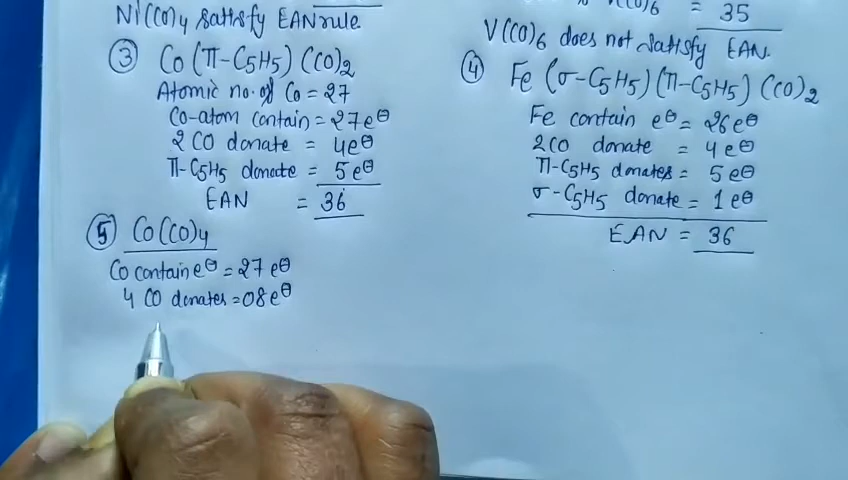 Ni(CO)4 satisfy EAN rule
③ Co(π-C5H5)(CO)2
Atomic no. of Co = 27
Co-atom contain = 27e⊖
2 CO donate = 4e⊖
π-C5H5 donate = 5e⊖
EAN = 36
⑤ Co(CO)4
Co contain e⊖ = 27 e⊖
4 CO donates = 08e⊖
V(CO)6 = 35
V(CO)6 does not satisfy EAN.
④ Fe(σ-C5H5)(π-C5H5)(CO)2
Fe contain e⊖ = 26e⊖
2CO donate = 4e⊖
π-C5H5 donates = 5e⊖
σ-C5H5 donate = 1e⊖
EAN = 36